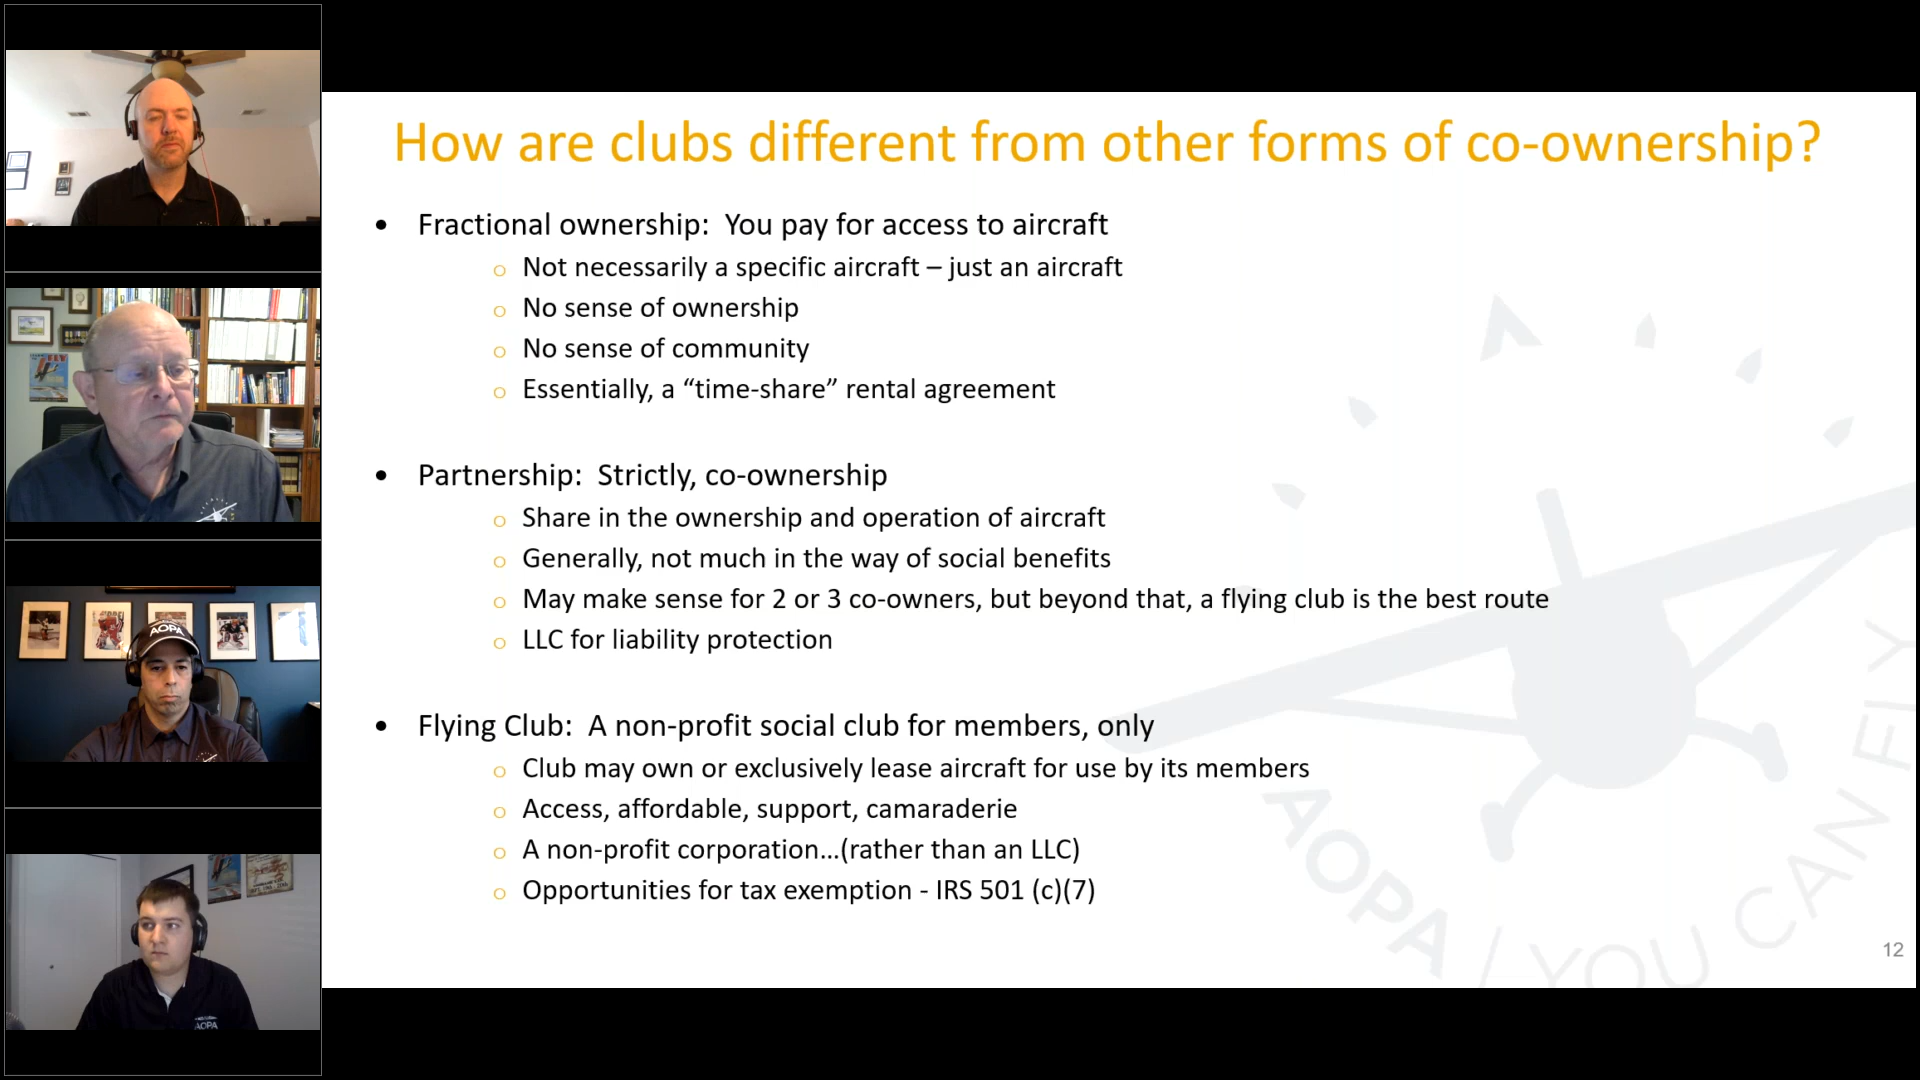 How are clubs different from other forms of co-ownership?
• Fractional ownership: You pay for access to aircraft
o Not necessarily a specific aircraft – just an aircraft
o No sense of ownership
o No sense of community
o Essentially, a “time-share” rental agreement
• Partnership: Strictly, co-ownership
o Share in the ownership and operation of aircraft
o Generally, not much in the way of social benefits
o May make sense for 2 or 3 co-owners, but beyond that, a flying club is the best route
o LLC for liability protection
• Flying Club: A non-profit social club for members, only
o Club may own or exclusively lease aircraft for use by its members
o Access, affordable, support, camaraderie
o A non-profit corporation...(rather than an LLC)
o Opportunities for tax exemption - IRS 501 (c)(7)
AOPA | YOU CAN FLY
12
FLY
AOPA
AOPA